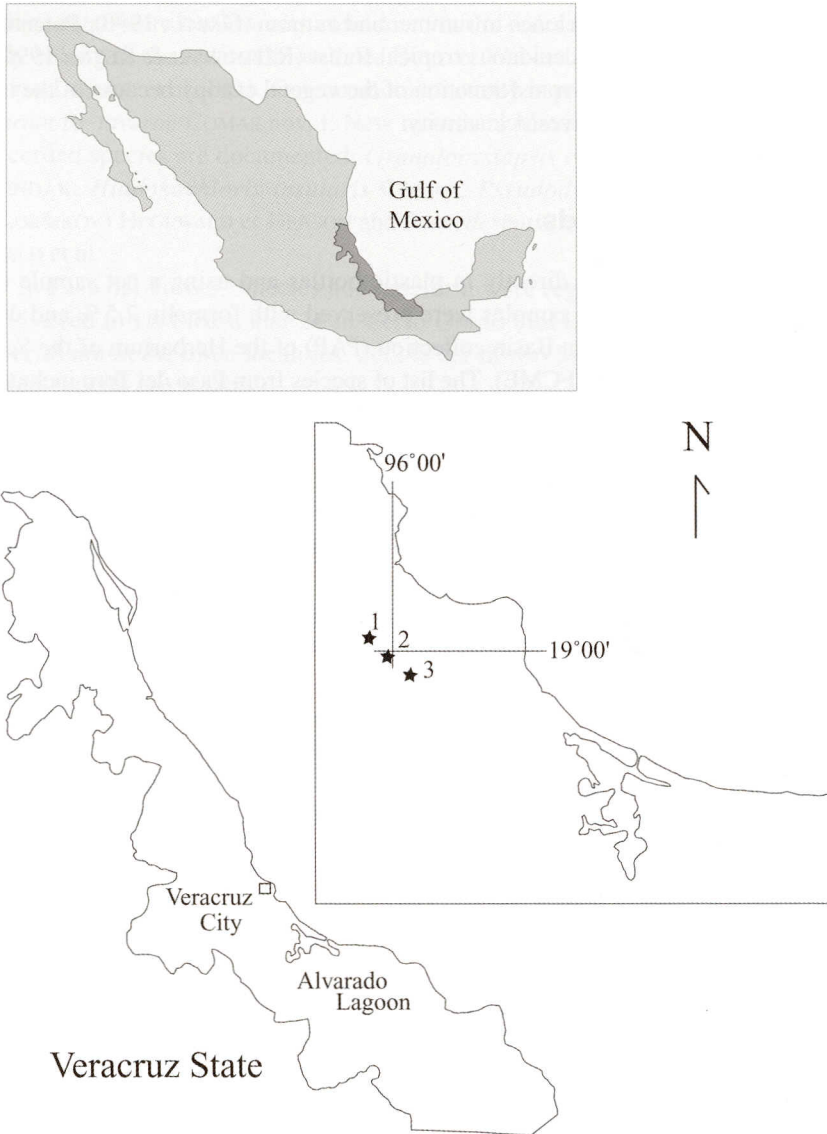 Gulf of
Mexico
N
96°00'
1
2
19°00'
3
Veracruz
City
Alvarado
Lagoon
Veracruz State